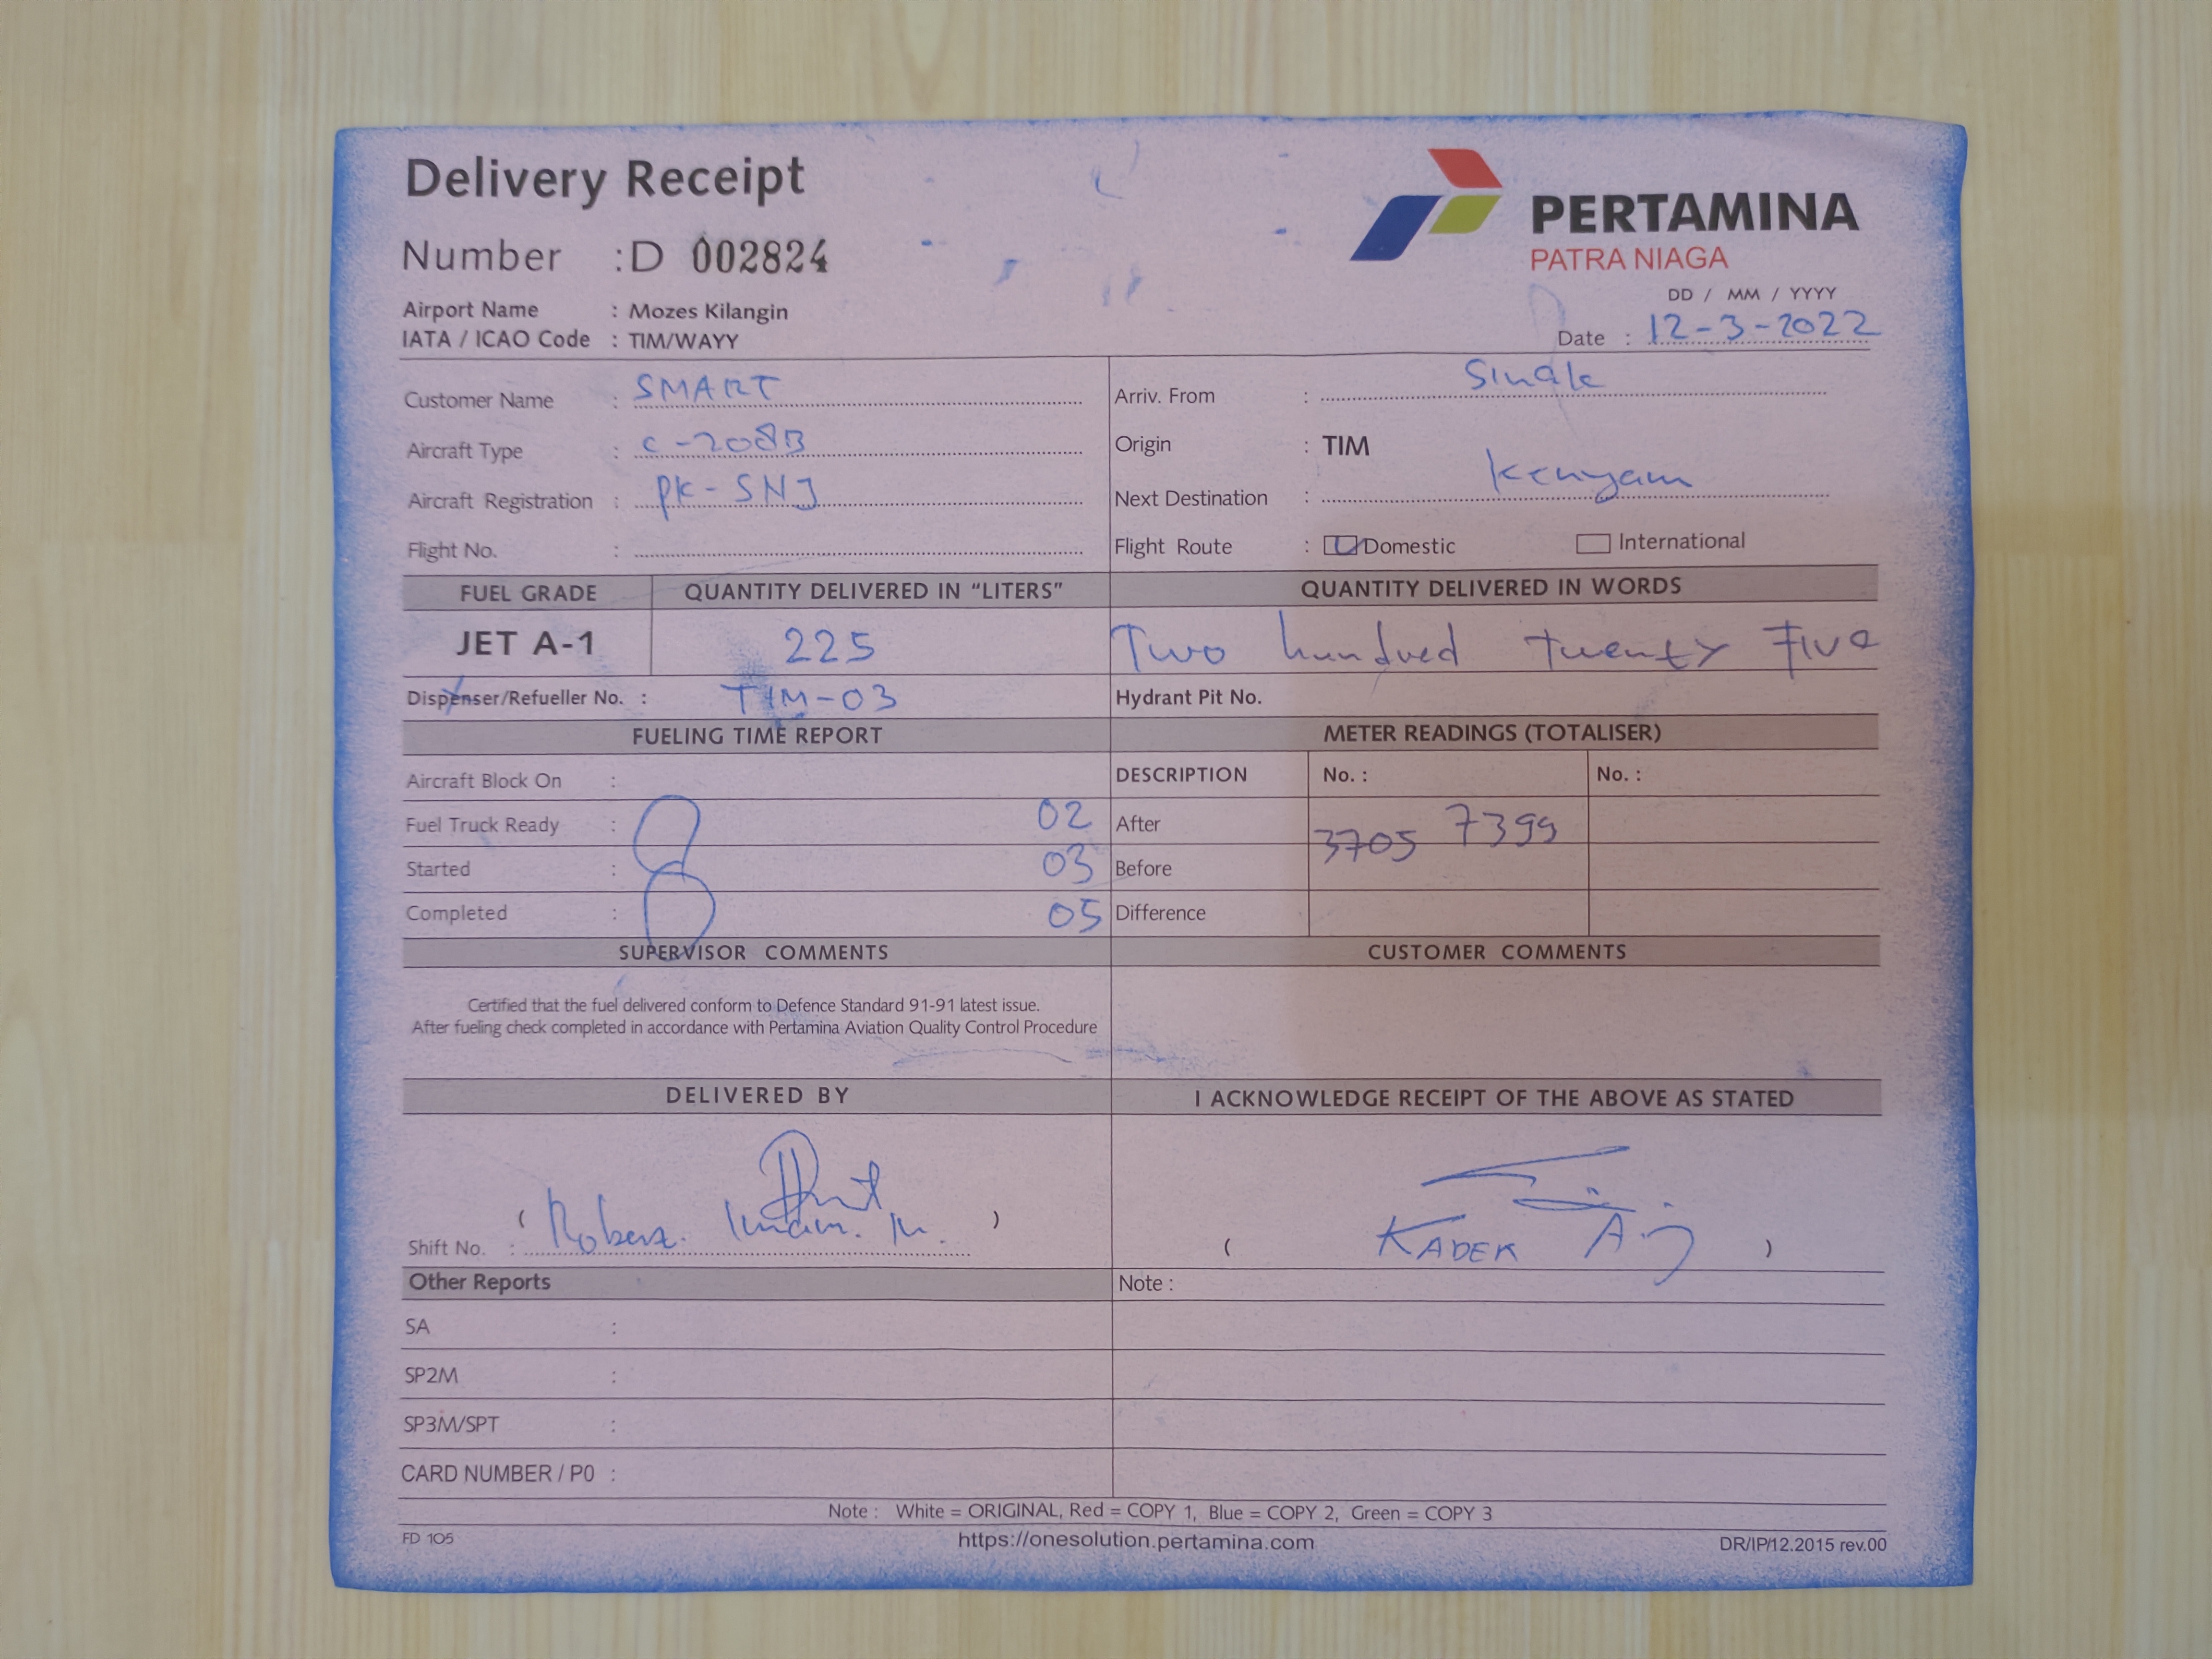 Delivery Receipt
Number :D 002824
PERTAMINA
PATRA NIAGA
Airport Name : Mozes Kilangin
IATA / ICAO Code : TIM/WAYY
DD / MM / YYYY
Date : 12-3-2022
Customer Name : SMART
Arriv. From : Sinak
Aircraft Type : C-208B
Origin : TIM
Aircraft Registration : PK-SNJ
Next Destination : Kenyam
Flight No. :
Flight Route : Domestic International
FUEL GRADE QUANTITY DELIVERED IN “LITERS” QUANTITY DELIVERED IN WORDS
JET A-1 225 Two hundred Twenty Five
Dispenser/Refueller No. : TIM-03 Hydrant Pit No.
FUELING TIME REPORT METER READINGS (TOTALISER)
Aircraft Block On : DESCRIPTION No. : No. :
Fuel Truck Ready : 02 After 3705 7399
Started : 03 Before
Completed : 05 Difference
SUPERVISOR COMMENTS CUSTOMER COMMENTS
Certified that the fuel delivered conform to Defence Standard 91-91 latest issue.
After fueling check completed in accordance with Pertamina Aviation Quality Control Procedure
DELIVERED BY I ACKNOWLEDGE RECEIPT OF THE ABOVE AS STATED
Shift No. : ( ) ( KADEK )
Other Reports Note :
SA :
SP2M :
SP3M/SPT :
CARD NUMBER / P0 :
Note : White = ORIGINAL, Red = COPY 1, Blue = COPY 2, Green = COPY 3
FD 105 https://onesolution.pertamina.com DR/IP/12.2015 rev.00